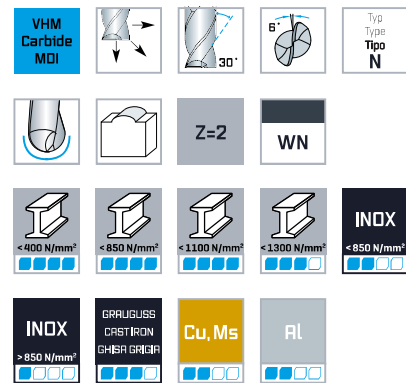 VHM
Carbide
MDI
30°
6°
Typ
Type
Tipo
N
Z=2
WN
<400 N/mm²
<850 N/mm²
<1100 N/mm²
<1300 N/mm²
INOX
<850 N/mm²
INOX
>850 N/mm²
GRAUGUSS
CAST IRON
GHISA GRIGIA
Cu, Ms
Al